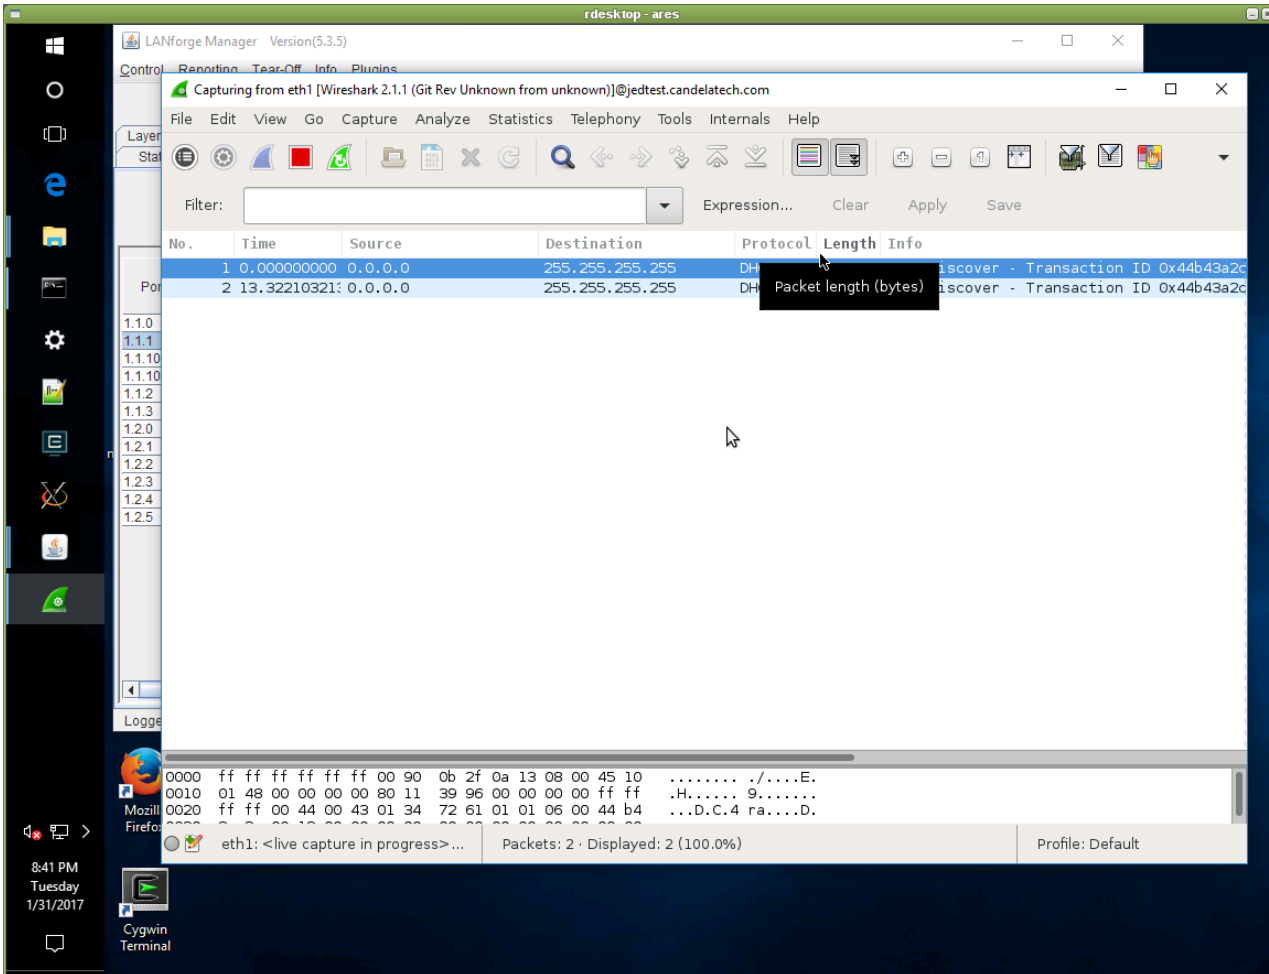 rdesktop - ares
LANforge Manager Version(5.3.5)
Control Reporting Tear-Off Info Plugins
Capturing from eth1 [Wireshark 2.1.1 (Git Rev Unknown from unknown)]@jedtest.candelatech.com
File Edit View Go Capture Analyze Statistics Telephony Tools Internals Help
Layer
Stat
Filter: Expression... Clear Apply Save
No. Time Source Destination Protocol Length Info
1 0.000000000 0.0.0.0 255.255.255.255 DH iscover - Transaction ID 0x44b43a2c
2 13.32210321 0.0.0.0 255.255.255.255 DH iscover - Transaction ID 0x44b43a2c
Packet length (bytes)
Por
1.1.0
1.1.1
1.1.10
1.1.10
1.1.2
1.1.3
1.2.0
1.2.1
1.2.2
1.2.3
1.2.4
1.2.5
Logge
0000 ff ff ff ff ff ff 00 90 0b 2f 0a 13 08 00 45 10 ........ ./....E.
0010 01 48 00 00 00 00 80 11 39 96 00 00 00 00 ff ff .H...... 9.......
0020 ff ff 00 44 00 43 01 34 72 61 01 01 06 00 44 b4 ...D.C.4 ra....D.
eth1: <live capture in progress>... Packets: 2 · Displayed: 2 (100.0%) Profile: Default
Mozill
Firefo
8:41 PM
Tuesday
1/31/2017
Cygwin
Terminal